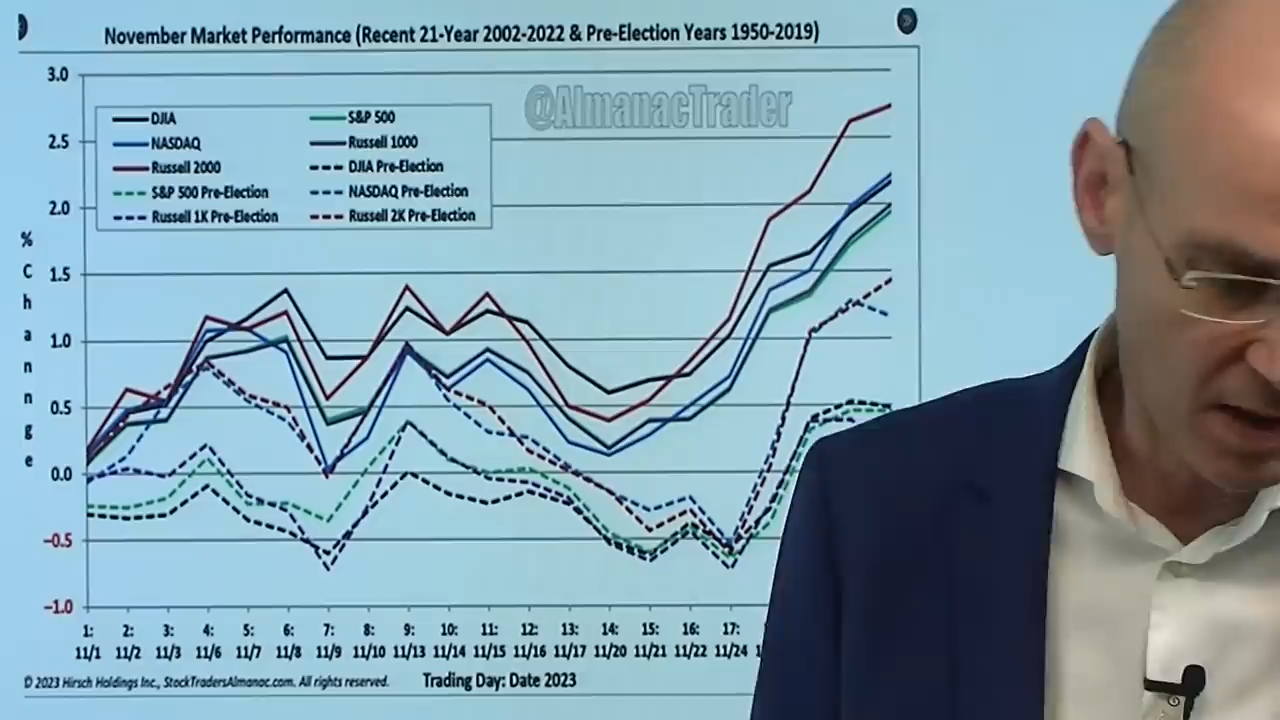 November Market Performance (Recent 21-Year 2002-2022 & Pre-Election Years 1950-2019)
@AlmanacTrader
3.0
2.5
2.0
1.5
1.0
0.5
0.0
-0.5
-1.0
% Change
DJIA
S&P 500
NASDAQ
Russell 1000
Russell 2000
DJIA Pre-Election
S&P 500 Pre-Election
NASDAQ Pre-Election
Russell 1K Pre-Election
Russell 2K Pre-Election
1: 2: 3: 4: 5: 6: 7: 8: 9: 10: 11: 12: 13: 14: 15: 16: 17:
11/1 11/2 11/3 11/6 11/7 11/8 11/9 11/10 11/13 11/14 11/15 11/16 11/17 11/20 11/21 11/22 11/24
© 2023 Hirsch Holdings Inc., StockTradersAlmanac.com. All rights reserved.
Trading Day: Date 2023